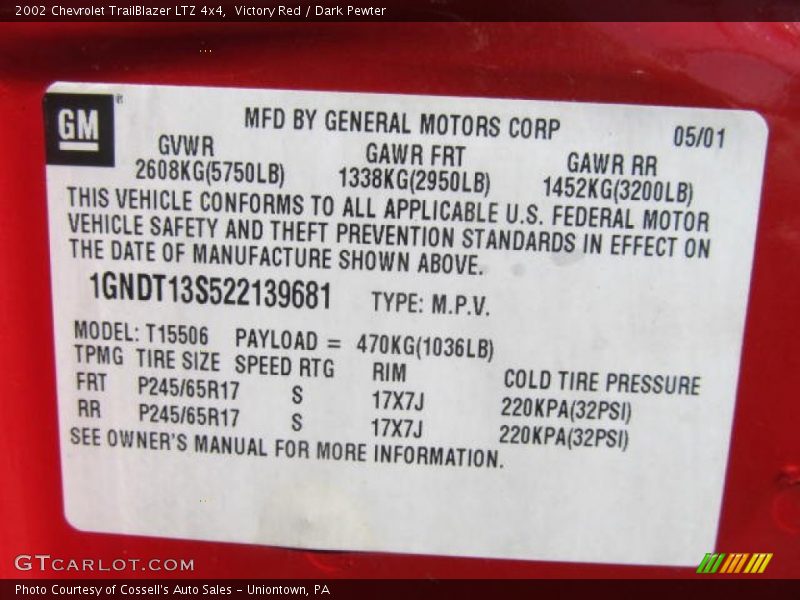 2002 Chevrolet TrailBlazer LTZ 4x4, Victory Red / Dark Pewter
GM
MFD BY GENERAL MOTORS CORP 05/01
GVWR GAWR FRT GAWR RR
2608KG(5750LB) 1338KG(2950LB) 1452KG(3200LB)
THIS VEHICLE CONFORMS TO ALL APPLICABLE U.S. FEDERAL MOTOR
VEHICLE SAFETY AND THEFT PREVENTION STANDARDS IN EFFECT ON
THE DATE OF MANUFACTURE SHOWN ABOVE.
1GNDT13S522139681 TYPE: M.P.V.
MODEL: T15506 PAYLOAD = 470KG(1036LB)
TPMG TIRE SIZE SPEED RTG RIM COLD TIRE PRESSURE
FRT P245/65R17 S 17X7J 220KPA(32PSI)
RR P245/65R17 S 17X7J 220KPA(32PSI)
SEE OWNER'S MANUAL FOR MORE INFORMATION.
GTCARLOT.COM
Photo Courtesy of Cossell's Auto Sales - Uniontown, PA